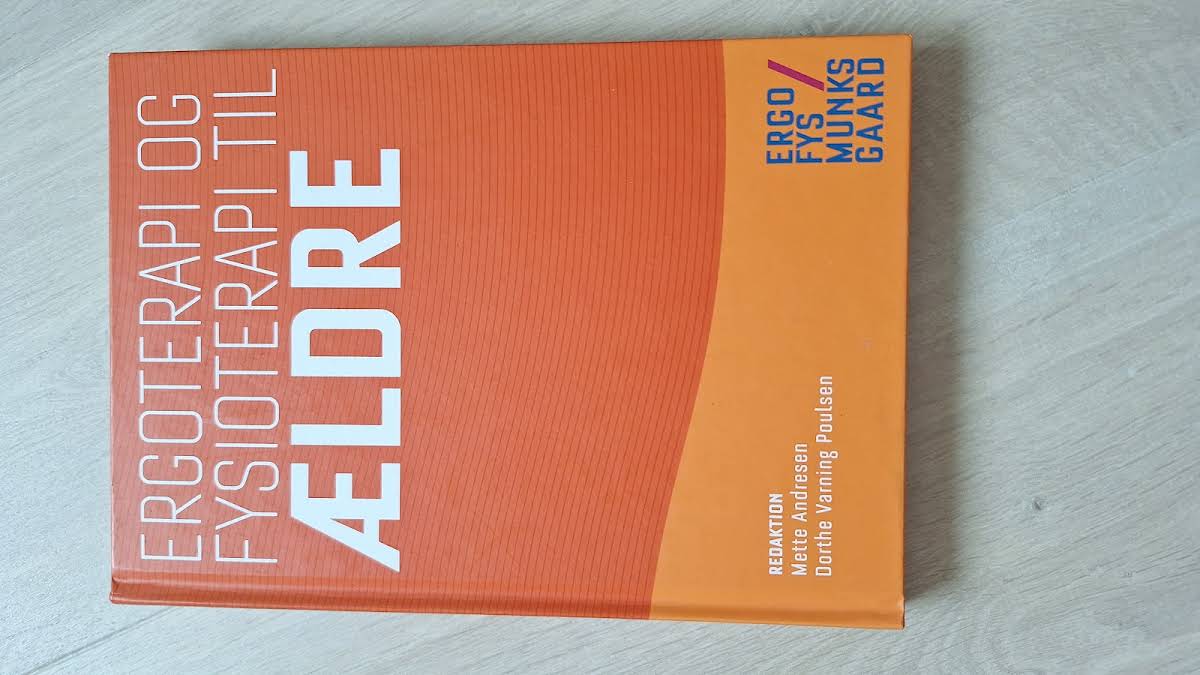 ERGOTERAPI OG
FYSIOTERAPI TIL
ÆLDRE
REDAKTION
Mette Andresen
Dorthe Varning Poulsen
ERGO/
FYS
MUNKS
GAARD